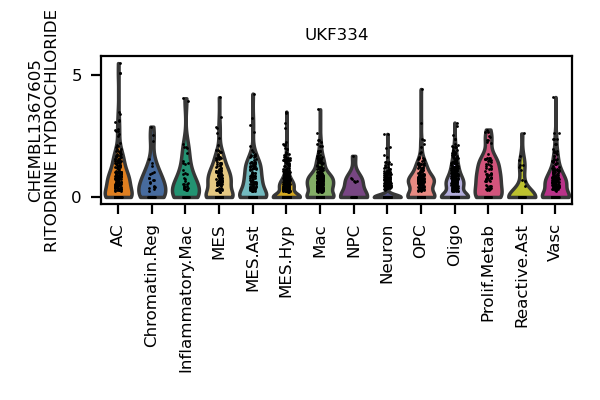 UKF334
CHEMBL1367605
RITODRINE HYDROCHLORIDE
5
0
AC
Chromatin.Reg
Inflammatory.Mac
MES
MES.Ast
MES.Hyp
Mac
NPC
Neuron
OPC
Oligo
Prolif.Metab
Reactive.Ast
Vasc